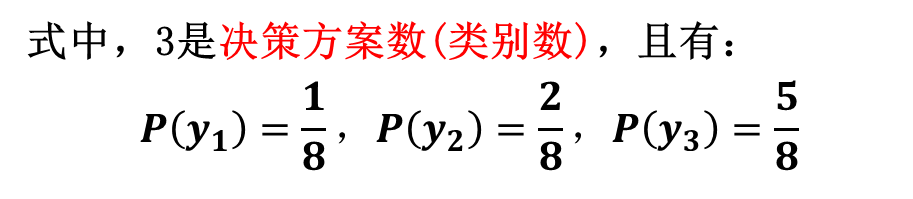 式中，3是决策方案数(类别数)，且有：
P(y₁) = 1/8，P(y₂) = 2/8，P(y₃) = 5/8